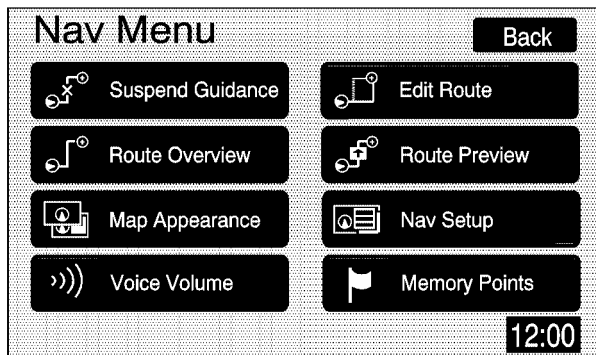 Nav Menu
Back
Suspend Guidance
Edit Route
Route Overview
Route Preview
Map Appearance
Nav Setup
Voice Volume
Memory Points
12:00